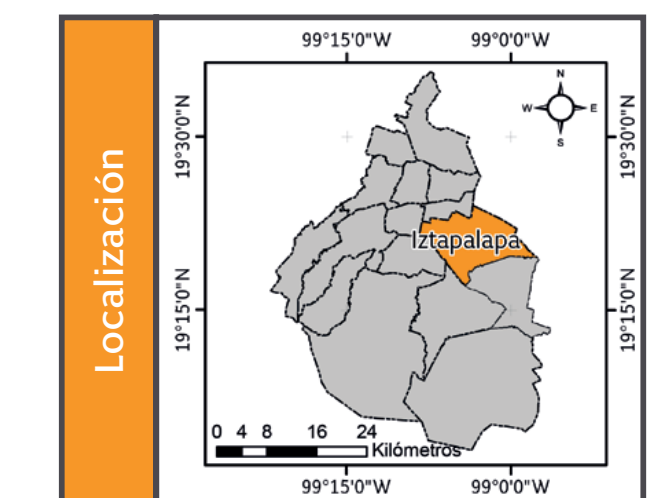 Localización
99°15'0"W 99°0'0"W
N
W E
S
19°30'0"N 19°30'0"N
Iztapalapa
19°15'0"N 19°15'0"N
0 4 8 16 24
Kilómetros
99°15'0"W 99°0'0"W